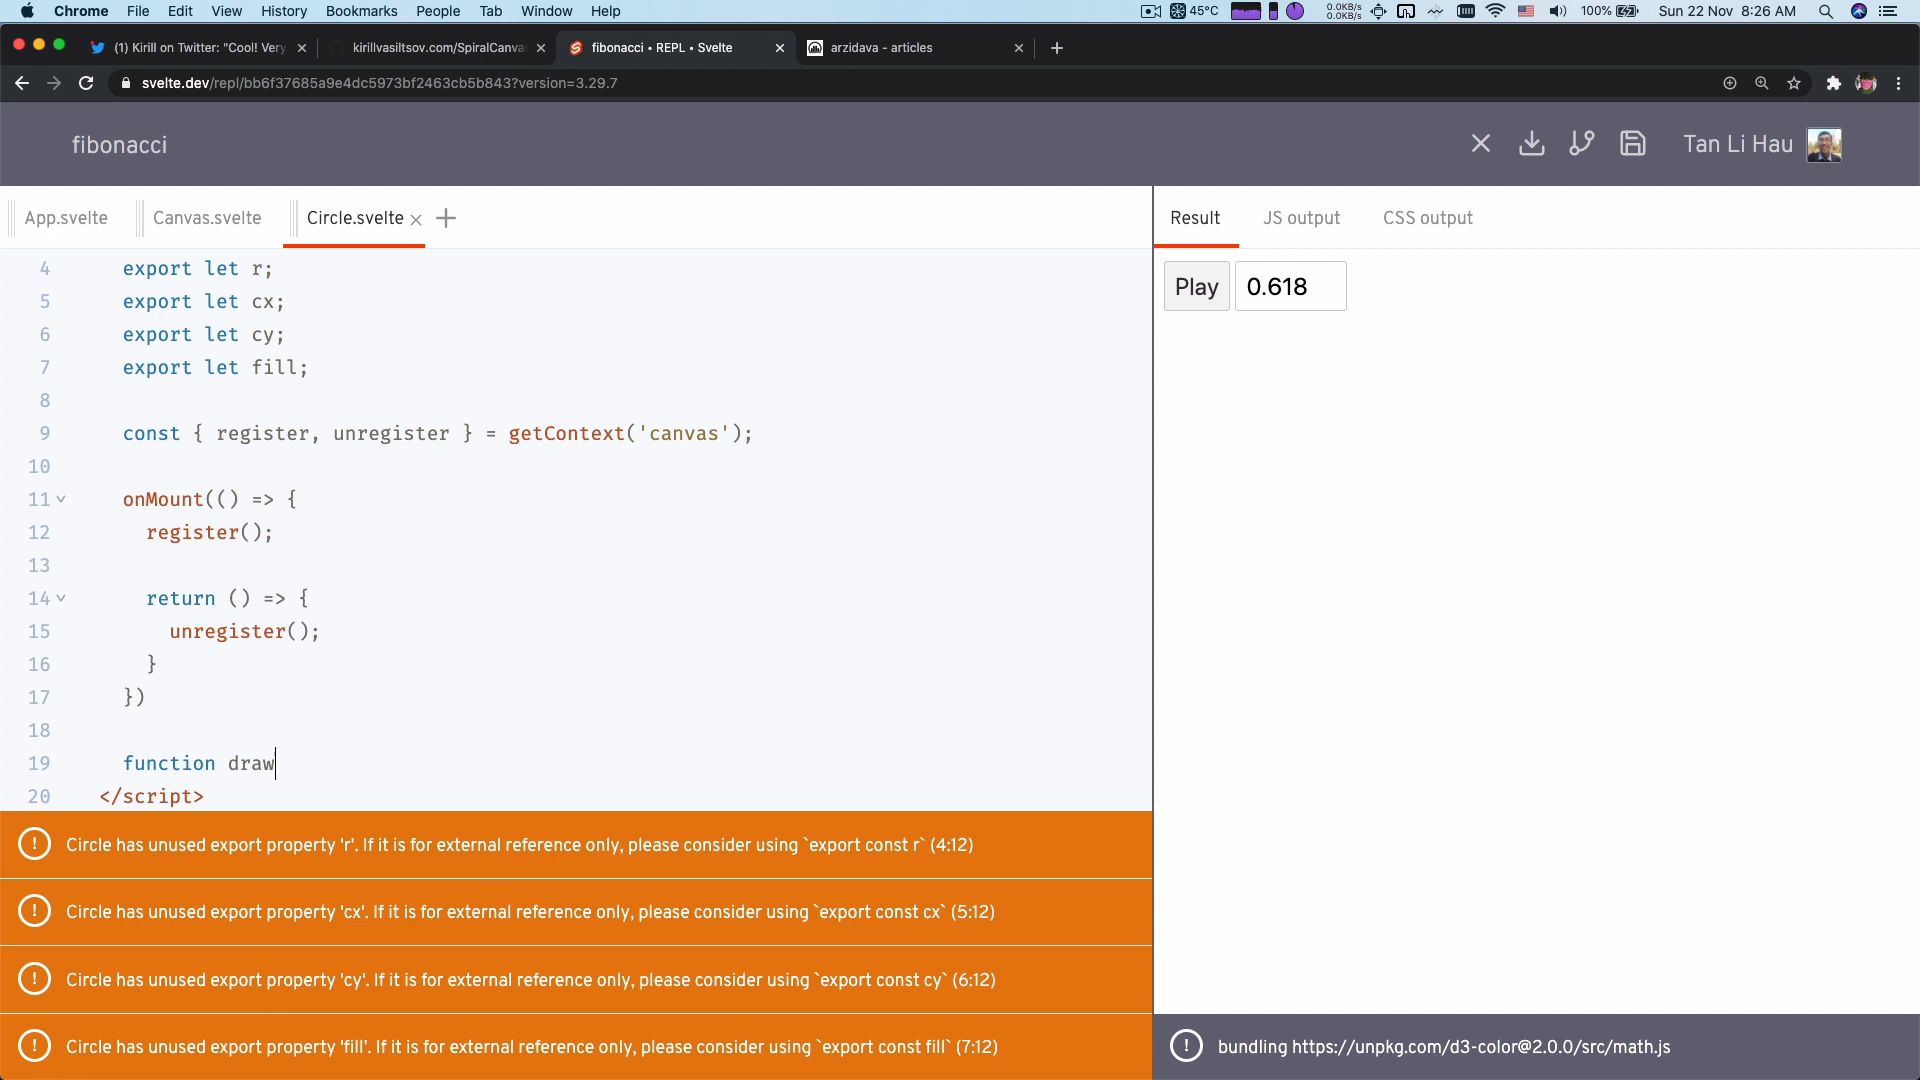 Chrome File Edit View History Bookmarks People Tab Window Help
45°C 0.0KB/s 0.0KB/s 100% Sun 22 Nov 8:26 AM
(1) Kirill on Twitter: "Cool! Very kirillvasiltsov.com/SpiralCanva fibonacci • REPL • Svelte arzidava - articles
svelte.dev/repl/bb6f37685a9e4dc5973bf2463cb5b843?version=3.29.7
fibonacci
Tan Li Hau
App.svelte Canvas.svelte Circle.svelte
Result JS output CSS output
4 export let r;
5 export let cx;
6 export let cy;
7 export let fill;
8
9 const { register, unregister } = getContext('canvas');
10
11 onMount(() => {
12 register();
13
14 return () => {
15 unregister();
16 }
17 })
18
19 function draw
20 </script>
Circle has unused export property 'r'. If it is for external reference only, please consider using `export const r` (4:12)
Circle has unused export property 'cx'. If it is for external reference only, please consider using `export const cx` (5:12)
Circle has unused export property 'cy'. If it is for external reference only, please consider using `export const cy` (6:12)
Circle has unused export property 'fill'. If it is for external reference only, please consider using `export const fill` (7:12)
Play 0.618
bundling https://unpkg.com/d3-color@2.0.0/src/math.js